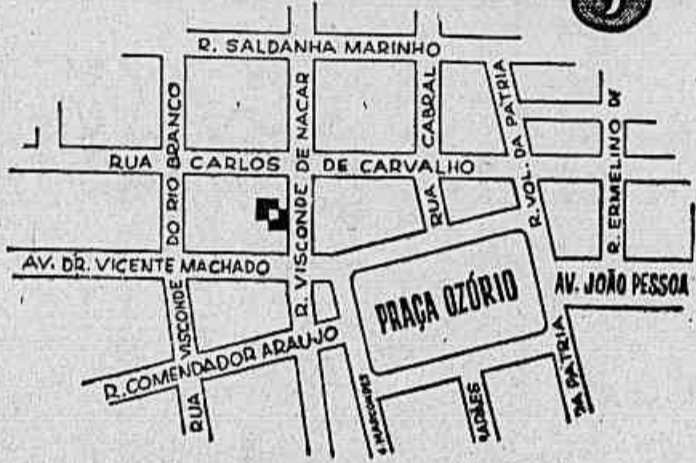 R. SALDANHA MARINHO
RUA VISCONDE DO RIO BRANCO
R. VISCONDE DE NACAR
RUA CABRAL
R. VOL. DA PATRIA
R. ERMELINO DE
RUA CARLOS DE CARVALHO
AV. DR. VICENTE MACHADO
PRAÇA OZÓRIO
AV. JOÃO PESSOA
R. COMENDADOR ARAUJO
DA PATRIA